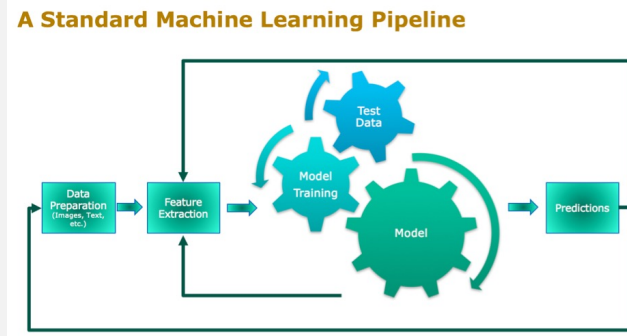 A Standard Machine Learning Pipeline
Data
Preparation
(Images, Text,
etc.)
Feature
Extraction
Model
Training
Test
Data
Model
Predictions